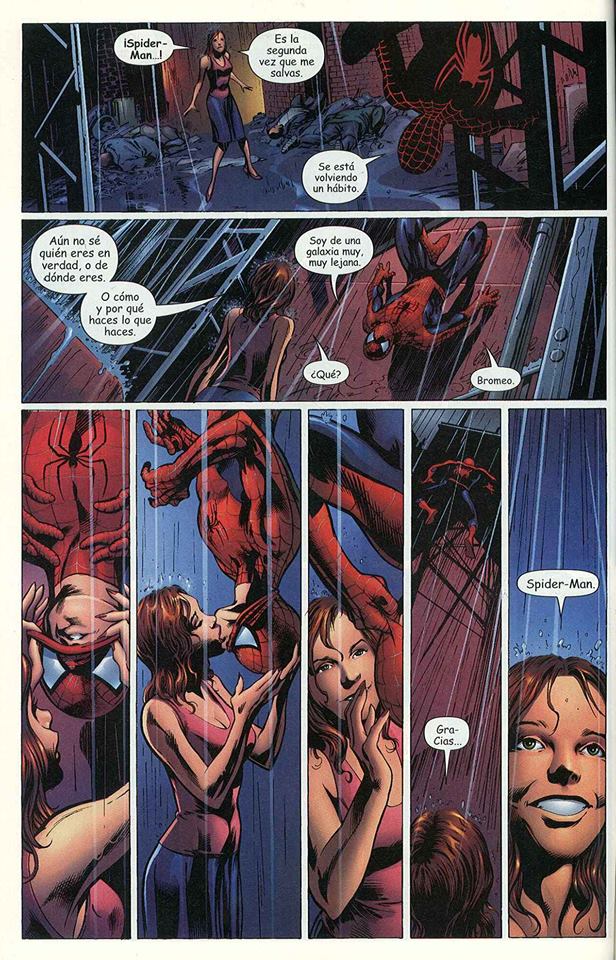 ¡Spider-
Man...!
Es la
segunda
vez que me
salvas.
Se está
volviendo
un hábito.
Aún no sé
quién eres en
verdad, o de
dónde eres.
O cómo
y por qué
haces lo que
haces.
Soy de una
galaxia muy,
muy lejana.
¿Qué?
Bromeo.
Gra-
Cias...
Spider-Man.